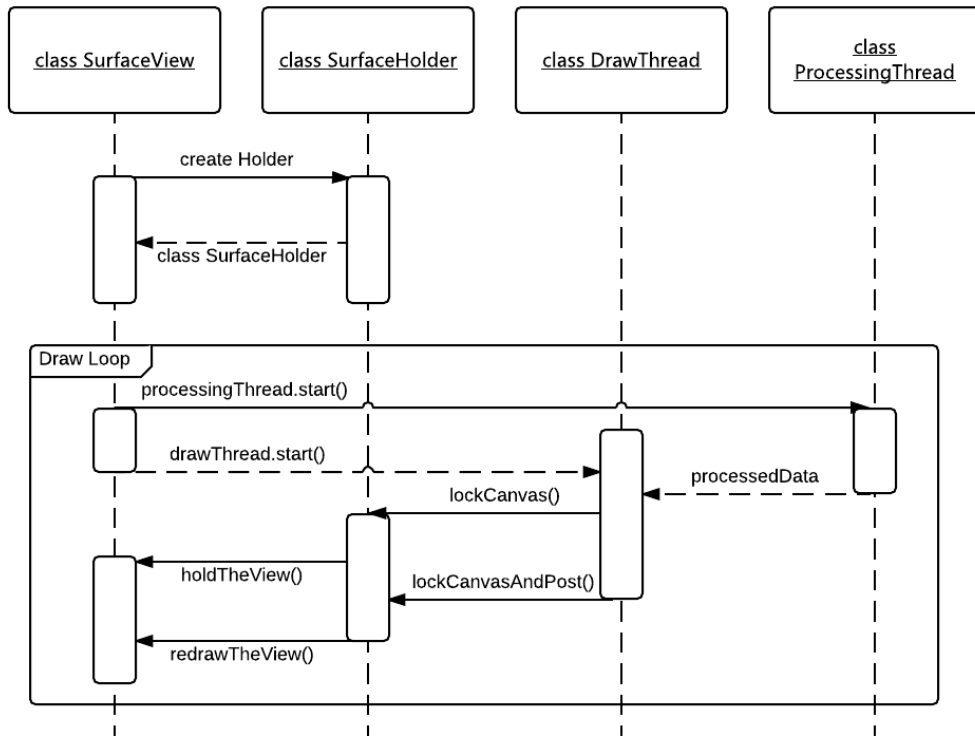 class SurfaceView
class SurfaceHolder
class DrawThread
class
ProcessingThread
create Holder
class SurfaceHolder
Draw Loop
processingThread.start()
drawThread.start()
processedData
lockCanvas()
holdTheView()
lockCanvasAndPost()
redrawTheView()